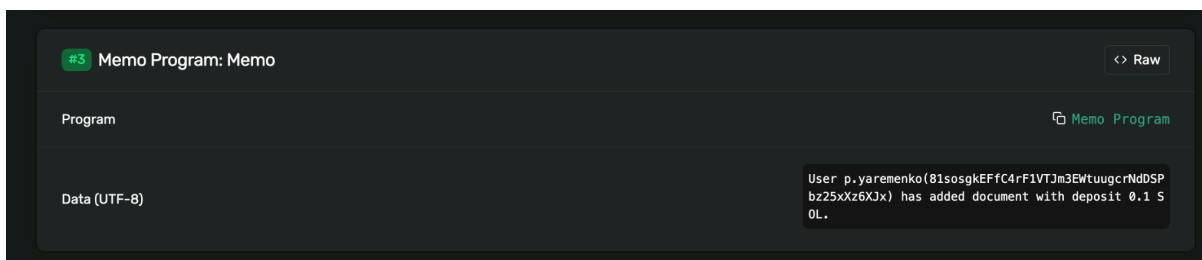 #3 Memo Program: Memo
<> Raw
Program
Memo Program
Data (UTF-8)
User p.yaremenko(81sosgkEFfC4rF1VTJm3EWtuugcrNdDSP
bz25xXz6XJx) has added document with deposit 0.1 S
OL.